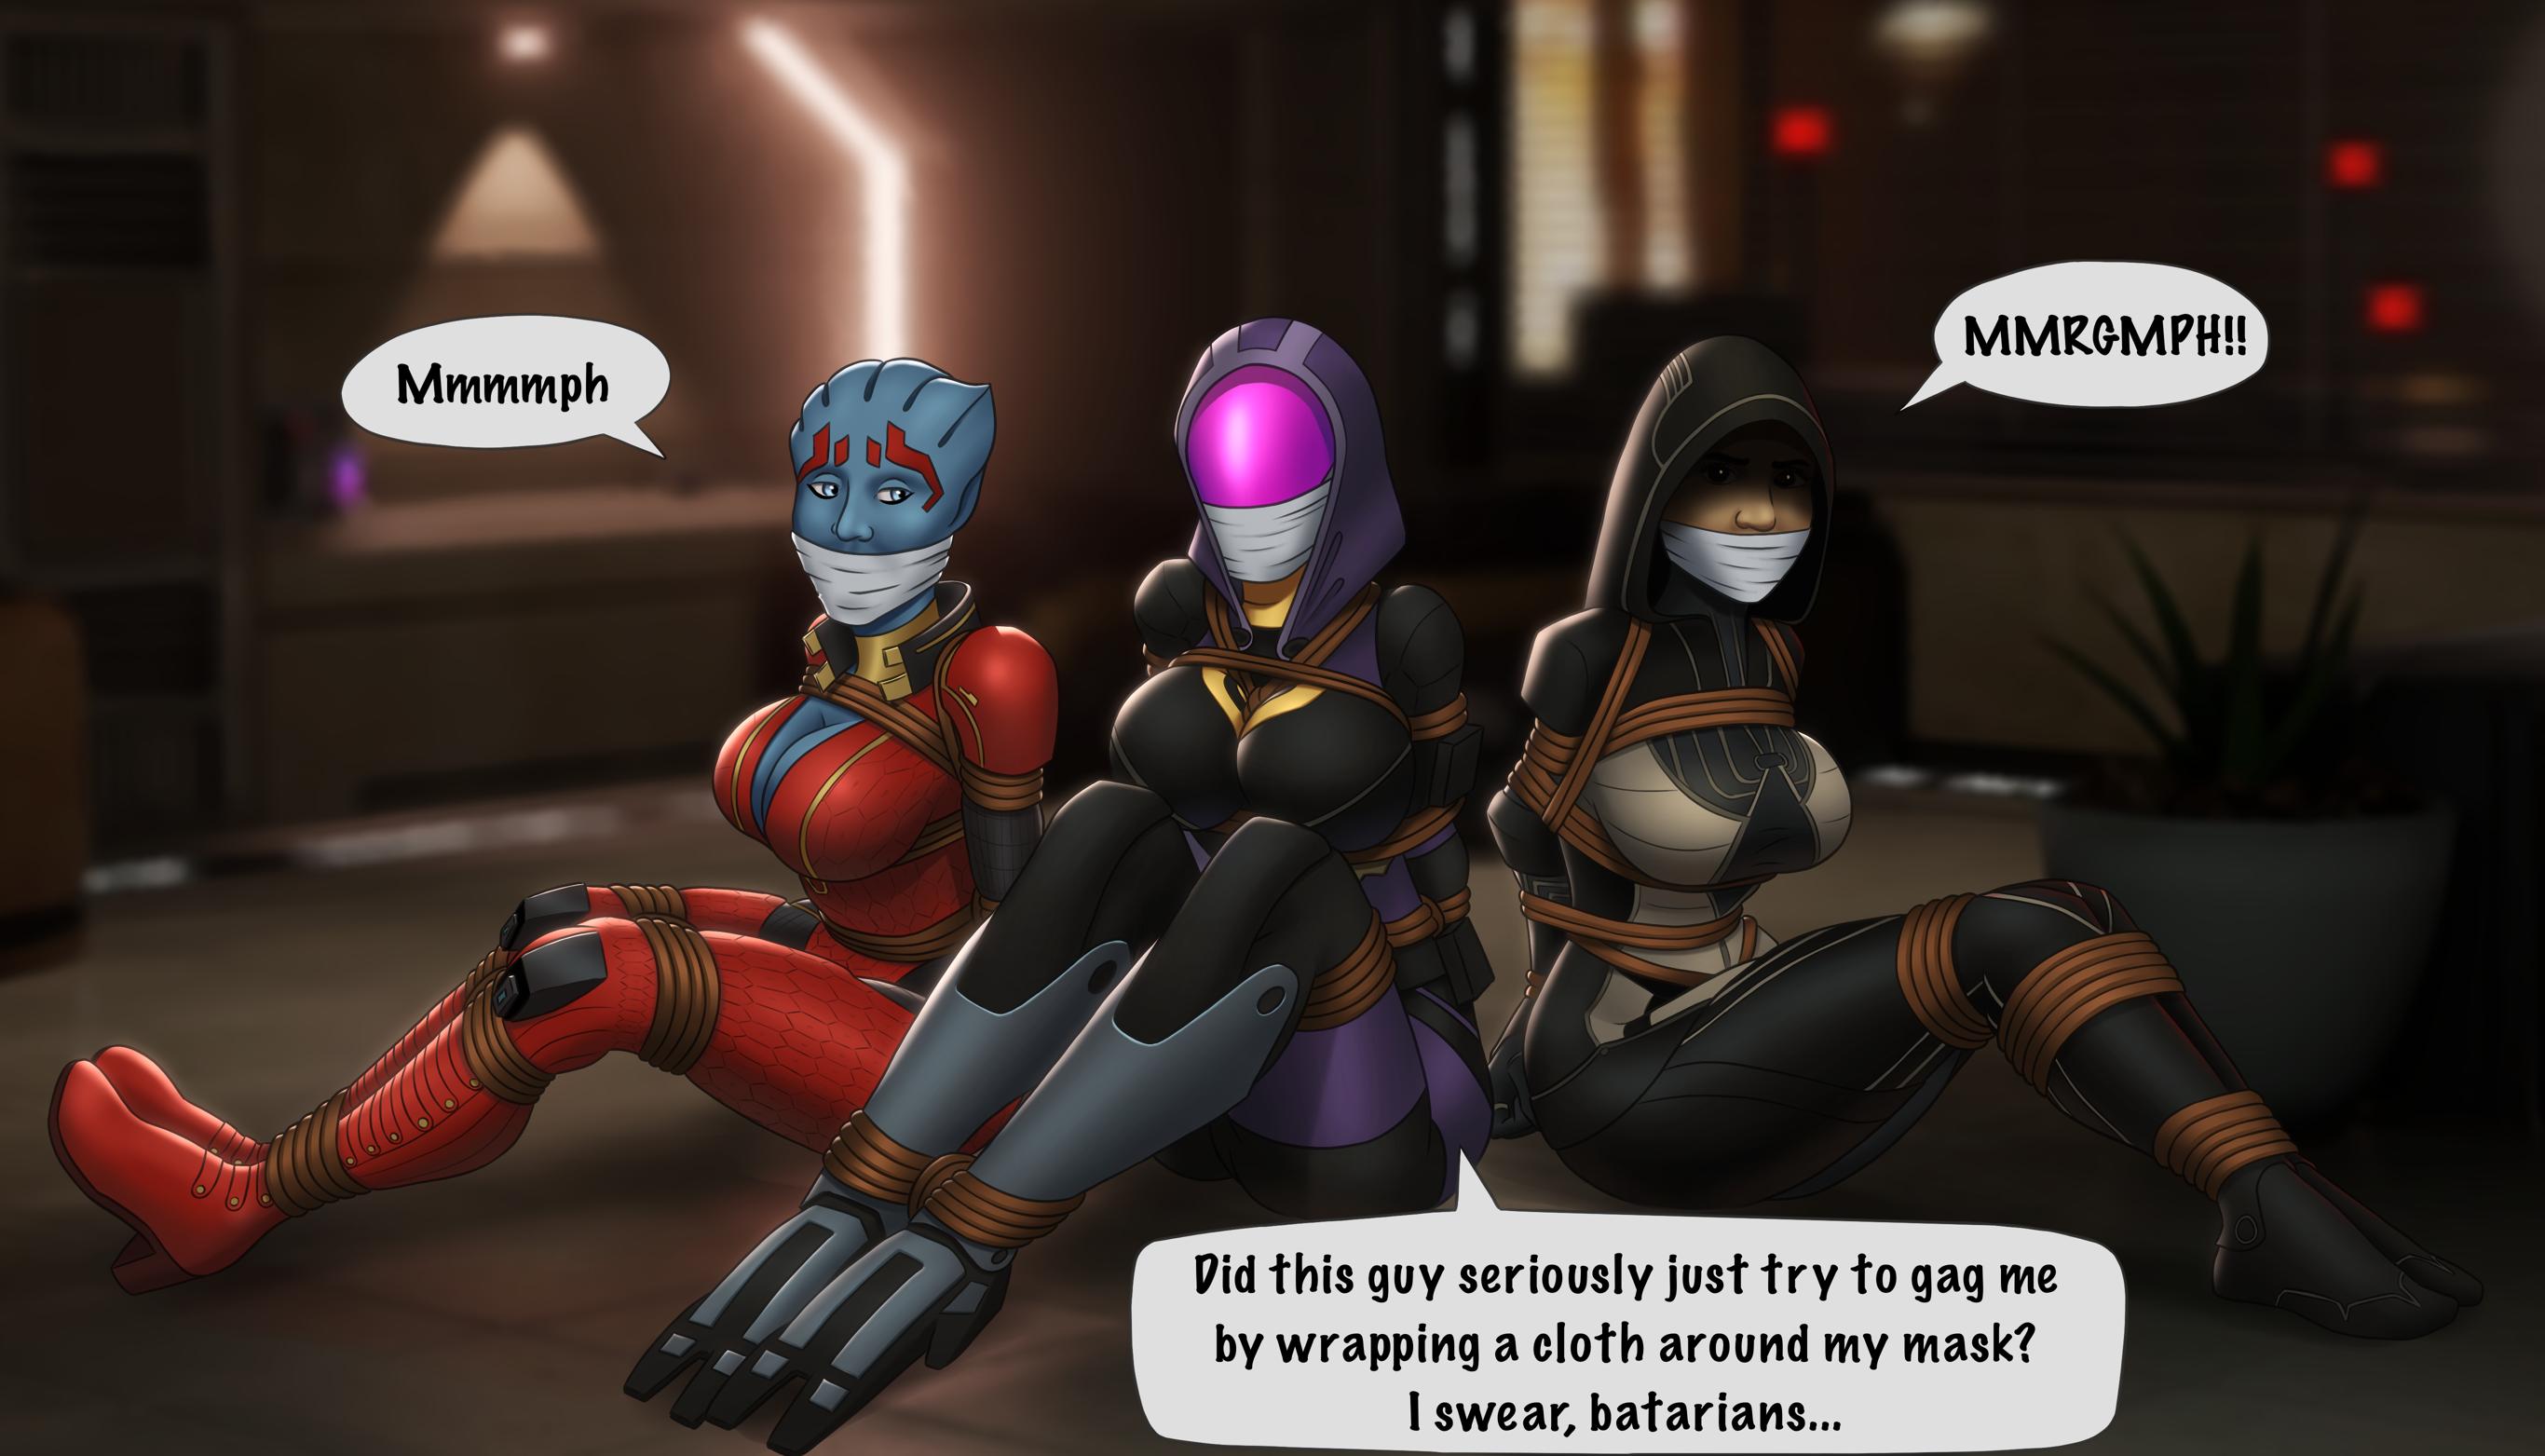 Mmmmph
MMRGMPH!!
Did this guy seriously just try to gag me
by wrapping a cloth around my mask?
I swear, batarians...